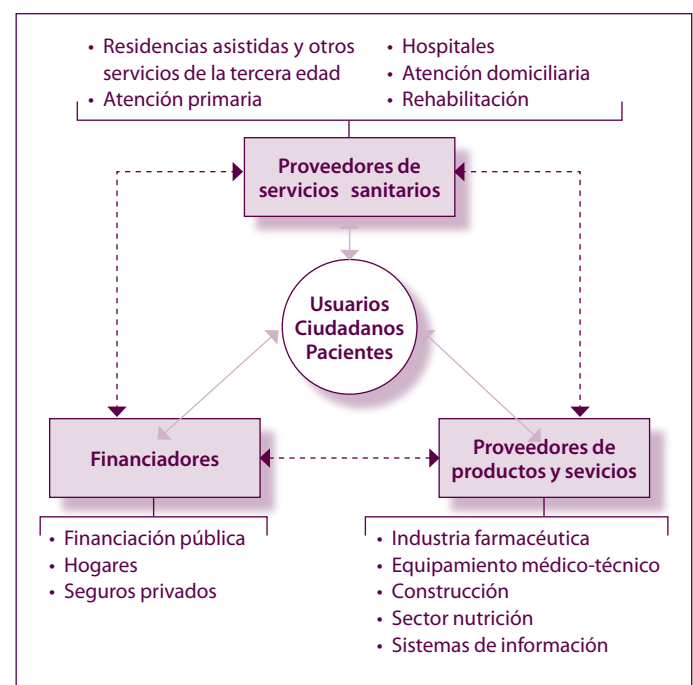 • Residencias asistidas y otros
servicios de la tercera edad
• Atención primaria
• Hospitales
• Atención domiciliaria
• Rehabilitación
Proveedores de
servicios sanitarios
Usuarios
Ciudadanos
Pacientes
Financiadores
• Financiación pública
• Hogares
• Seguros privados
Proveedores de
productos y sevicios
• Industria farmacéutica
• Equipamiento médico-técnico
• Construcción
• Sector nutrición
• Sistemas de información